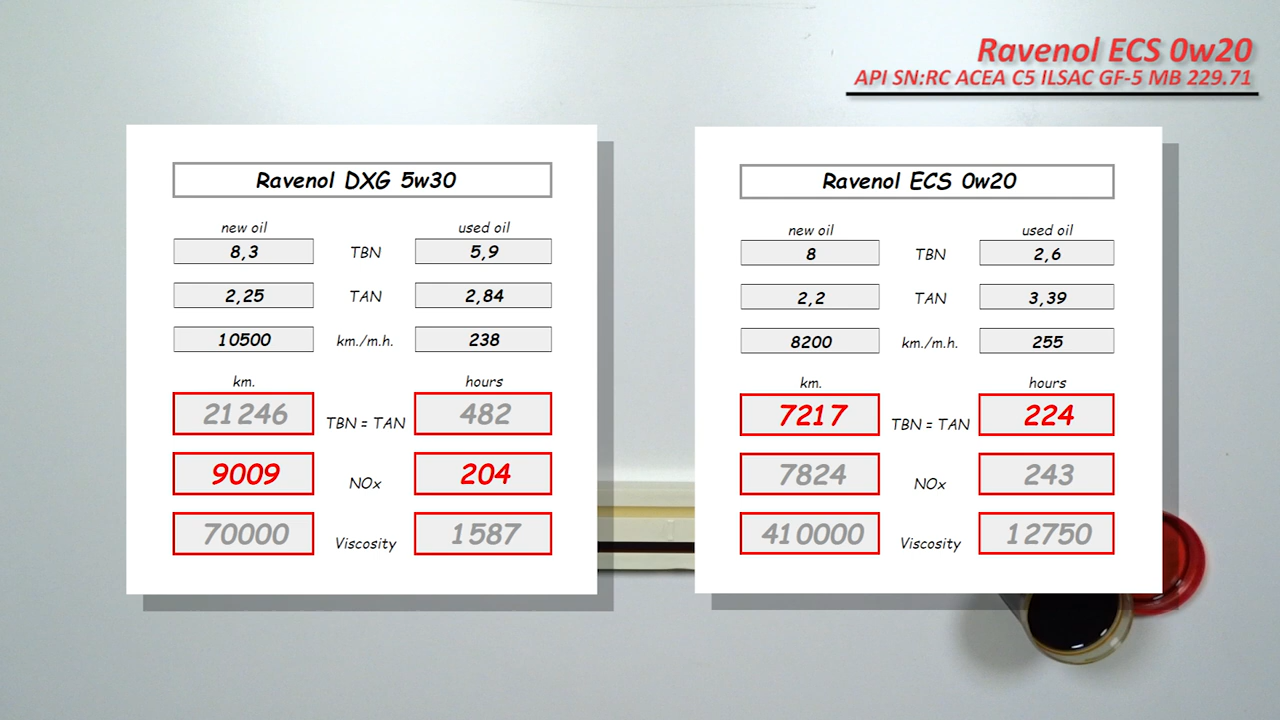 Ravenol ECS 0w20
API SN:RC ACEA C5 ILSAC GF-5 MB 229.71
Ravenol DXG 5w30
new oil used oil
8,3 TBN 5,9
2,25 TAN 2,84
10500 km./m.h. 238
km. hours
21246 TBN = TAN 482
9009 NOx 204
70000 Viscosity 1587
Ravenol ECS 0w20
new oil used oil
8 TBN 2,6
2,2 TAN 3,39
8200 km./m.h. 255
km. hours
7217 TBN = TAN 224
7824 NOx 243
410000 Viscosity 12750